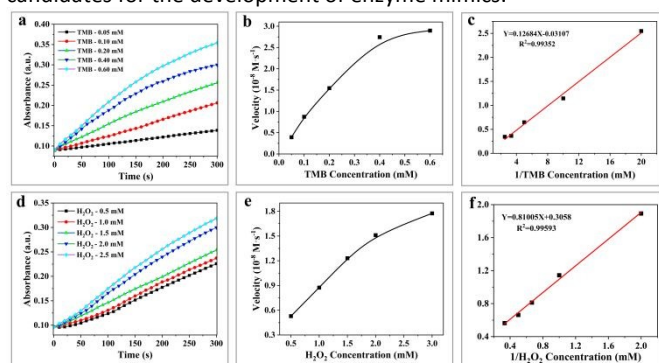 candidates for the development of enzyme mimics.
a
TMB - 0.05 mM
TMB - 0.10 mM
TMB - 0.20 mM
TMB - 0.40 mM
TMB - 0.60 mM
Absorbance (a.u.)
0.40
0.35
0.30
0.25
0.20
0.15
0.10
0 50 100 150 200 250 300
Time (s)
b
Velocity (10⁻⁸ M·s⁻¹)
3.0
2.5
2.0
1.5
1.0
0.5
0.0
0.0 0.1 0.2 0.3 0.4 0.5 0.6
TMB Concentration (mM)
c
Y=0.12684X-0.03107
R²=0.99352
2.5
2.0
1.5
1.0
0.5
0.0
4 8 12 16 20
1/TMB Concentration (mM)
d
H₂O₂ - 0.5 mM
H₂O₂ - 1.0 mM
H₂O₂ - 1.5 mM
H₂O₂ - 2.0 mM
H₂O₂ - 2.5 mM
Absorbance (a.u.)
0.35
0.30
0.25
0.20
0.15
0.10
0 50 100 150 200 250 300
Time (s)
e
Velocity (10⁻⁸ M·s⁻¹)
1.8
1.5
1.2
0.9
0.6
0.3
0.5 1.0 1.5 2.0 2.5 3.0
H₂O₂ Concentration (mM)
f
Y=0.81005X+0.3058
R²=0.99593
2.0
1.6
1.2
0.8
0.4
0.4 0.8 1.2 1.6 2.0
1/H₂O₂ Concentration (mM)